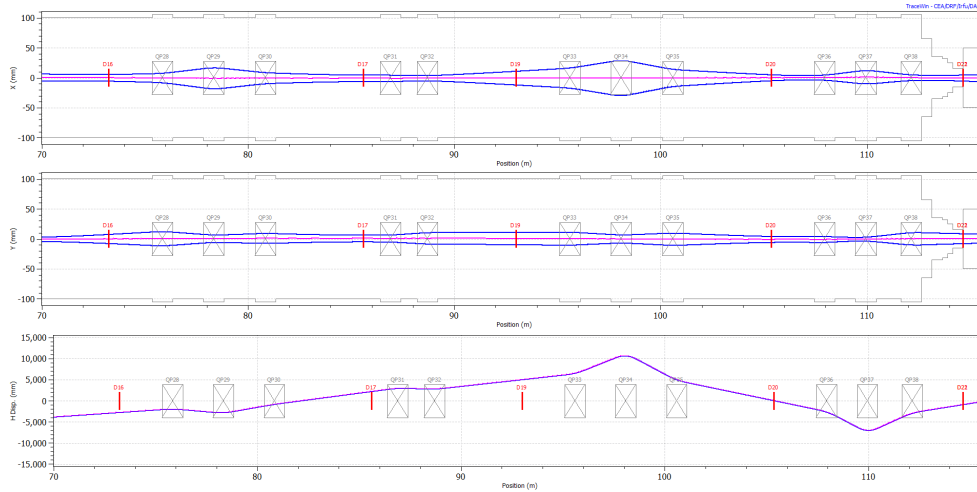 TraceWin - CEA/DRF/Irfu/DA
X (mm)
100
50
0
-50
-100
D16 QP28 QP29 QP30 D17 QP31 QP32 D19 QP33 QP34 QP35 D20 QP36 QP37 QP38
70 80 90 100 110
Position (m)
Y (mm)
100
50
0
-50
-100
D16 QP28 QP29 QP30 D17 QP31 QP32 D19 QP33 QP34 QP35 D20 QP36 QP37 QP38
70 80 90 100 110
Position (m)
H Disp. (mm)
15,000
10,000
5,000
0
-5,000
-10,000
-15,000
D16 QP28 QP29 QP30 D17 QP31 QP32 D19 QP33 QP34 D20 QP36 QP37 QP38
70 80 90 100 110
Position (m)